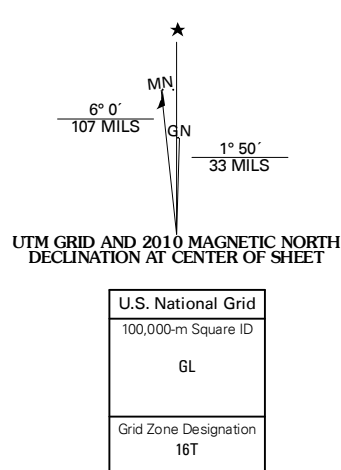 MN
6° 0´
107 MILS
GN
1° 50´
33 MILS
UTM GRID AND 2010 MAGNETIC NORTH
DECLINATION AT CENTER OF SHEET
U.S. National Grid
100,000-m Square ID
GL
Grid Zone Designation
16T